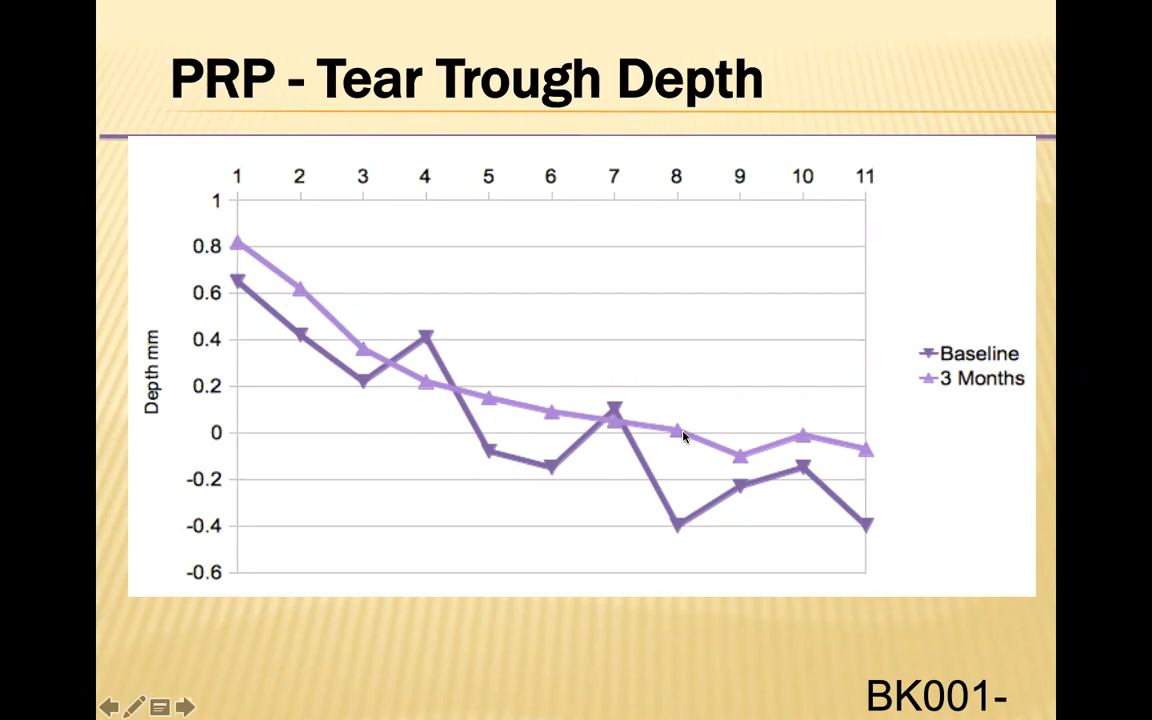 PRP - Tear Trough Depth
1 2 3 4 5 6 7 8 9 10 11
1
0.8
0.6
0.4
0.2
0
-0.2
-0.4
-0.6
Depth mm
Baseline
3 Months
BK001-